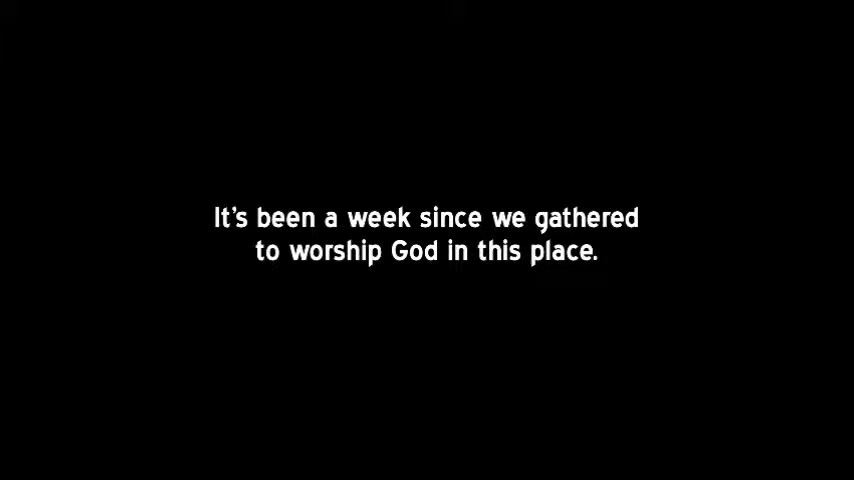 It's been a week since we gathered
to worship God in this place.